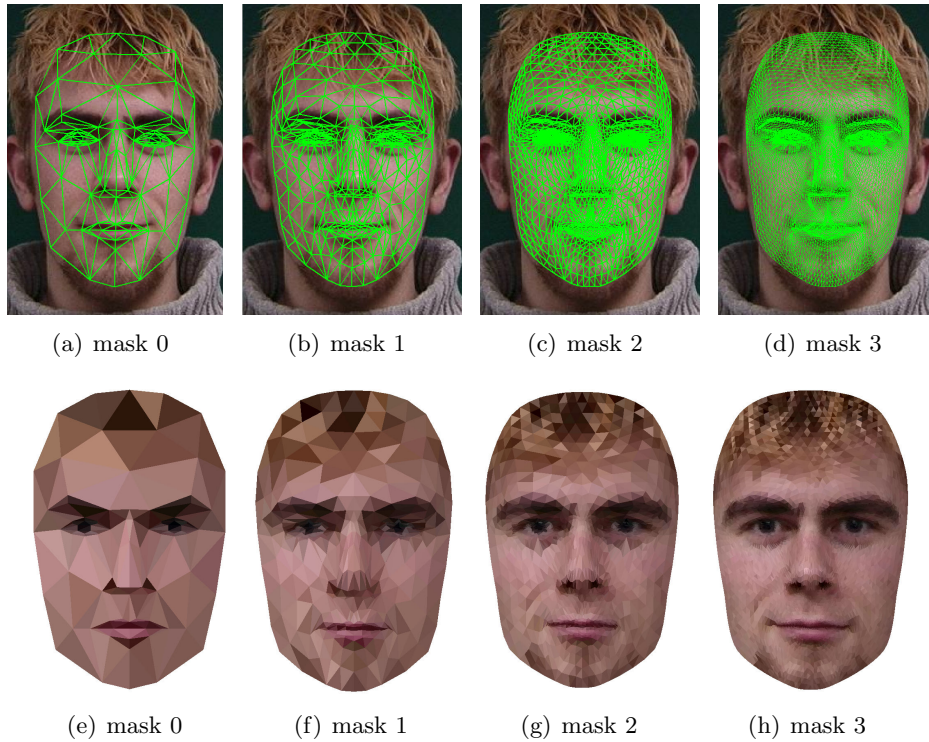 (a) mask 0
(b) mask 1
(c) mask 2
(d) mask 3
(e) mask 0
(f) mask 1
(g) mask 2
(h) mask 3